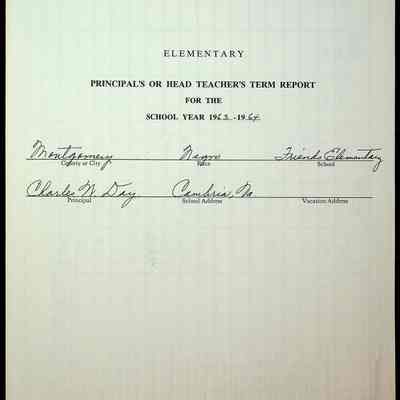 ELEMENTARY
PRINCIPAL'S OR HEAD TEACHER'S TERM REPORT
FOR THE
SCHOOL YEAR 1963-1964
Montgomery Negro Friends Elementary
County or City Race School
Charles W. Day Cambria, Va.
Principal School Address Vacation Address